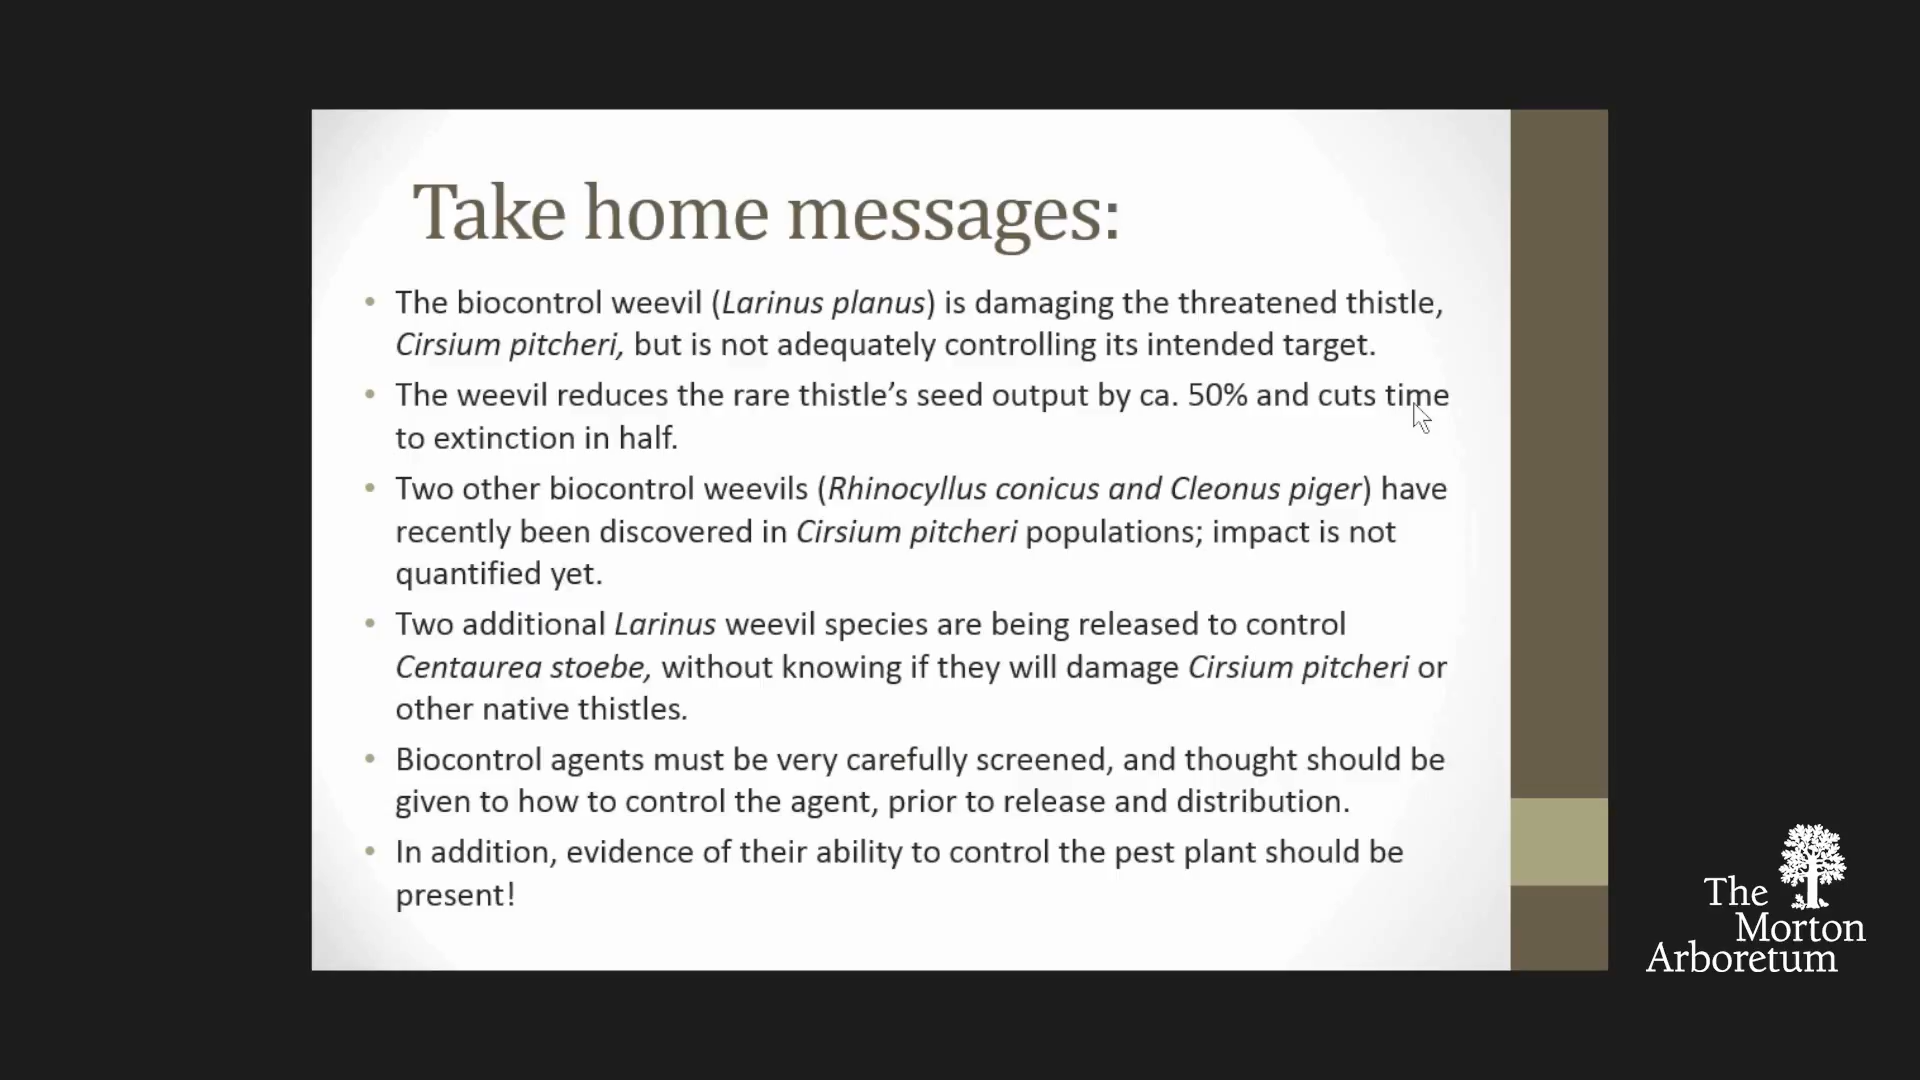 Take home messages:
• The biocontrol weevil (Larinus planus) is damaging the threatened thistle,
Cirsium pitcheri, but is not adequately controlling its intended target.
• The weevil reduces the rare thistle’s seed output by ca. 50% and cuts time
to extinction in half.
• Two other biocontrol weevils (Rhinocyllus conicus and Cleonus piger) have
recently been discovered in Cirsium pitcheri populations; impact is not
quantified yet.
• Two additional Larinus weevil species are being released to control
Centaurea stoebe, without knowing if they will damage Cirsium pitcheri or
other native thistles.
• Biocontrol agents must be very carefully screened, and thought should be
given to how to control the agent, prior to release and distribution.
• In addition, evidence of their ability to control the pest plant should be
present!
The
Morton
Arboretum